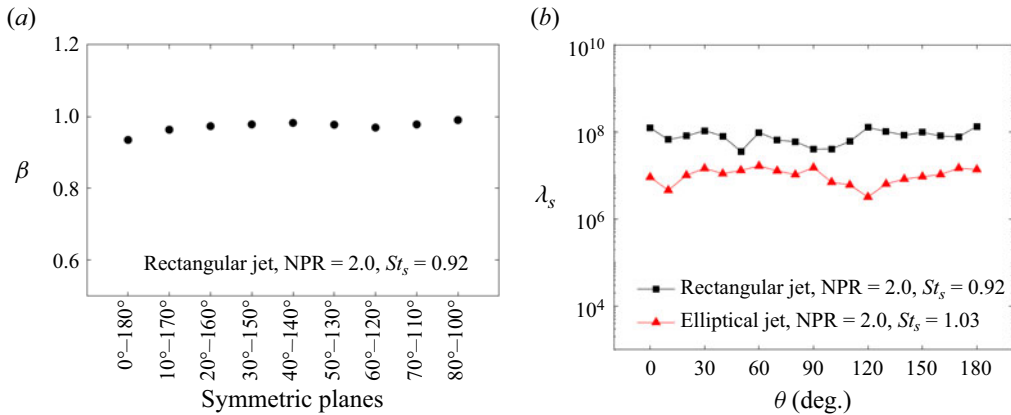 (a)
1.2
1.0
0.8
0.6
β
Rectangular jet, NPR = 2.0, St_s = 0.92
0°–180°
10°–170°
20°–160°
30°–150°
40°–140°
50°–130°
60°–120°
70°–110°
80°–100°
Symmetric planes
(b)
10^10
10^8
10^6
10^4
λ_s
Rectangular jet, NPR = 2.0, St_s = 0.92
Elliptical jet, NPR = 2.0, St_s = 1.03
0 30 60 90 120 150 180
θ (deg.)